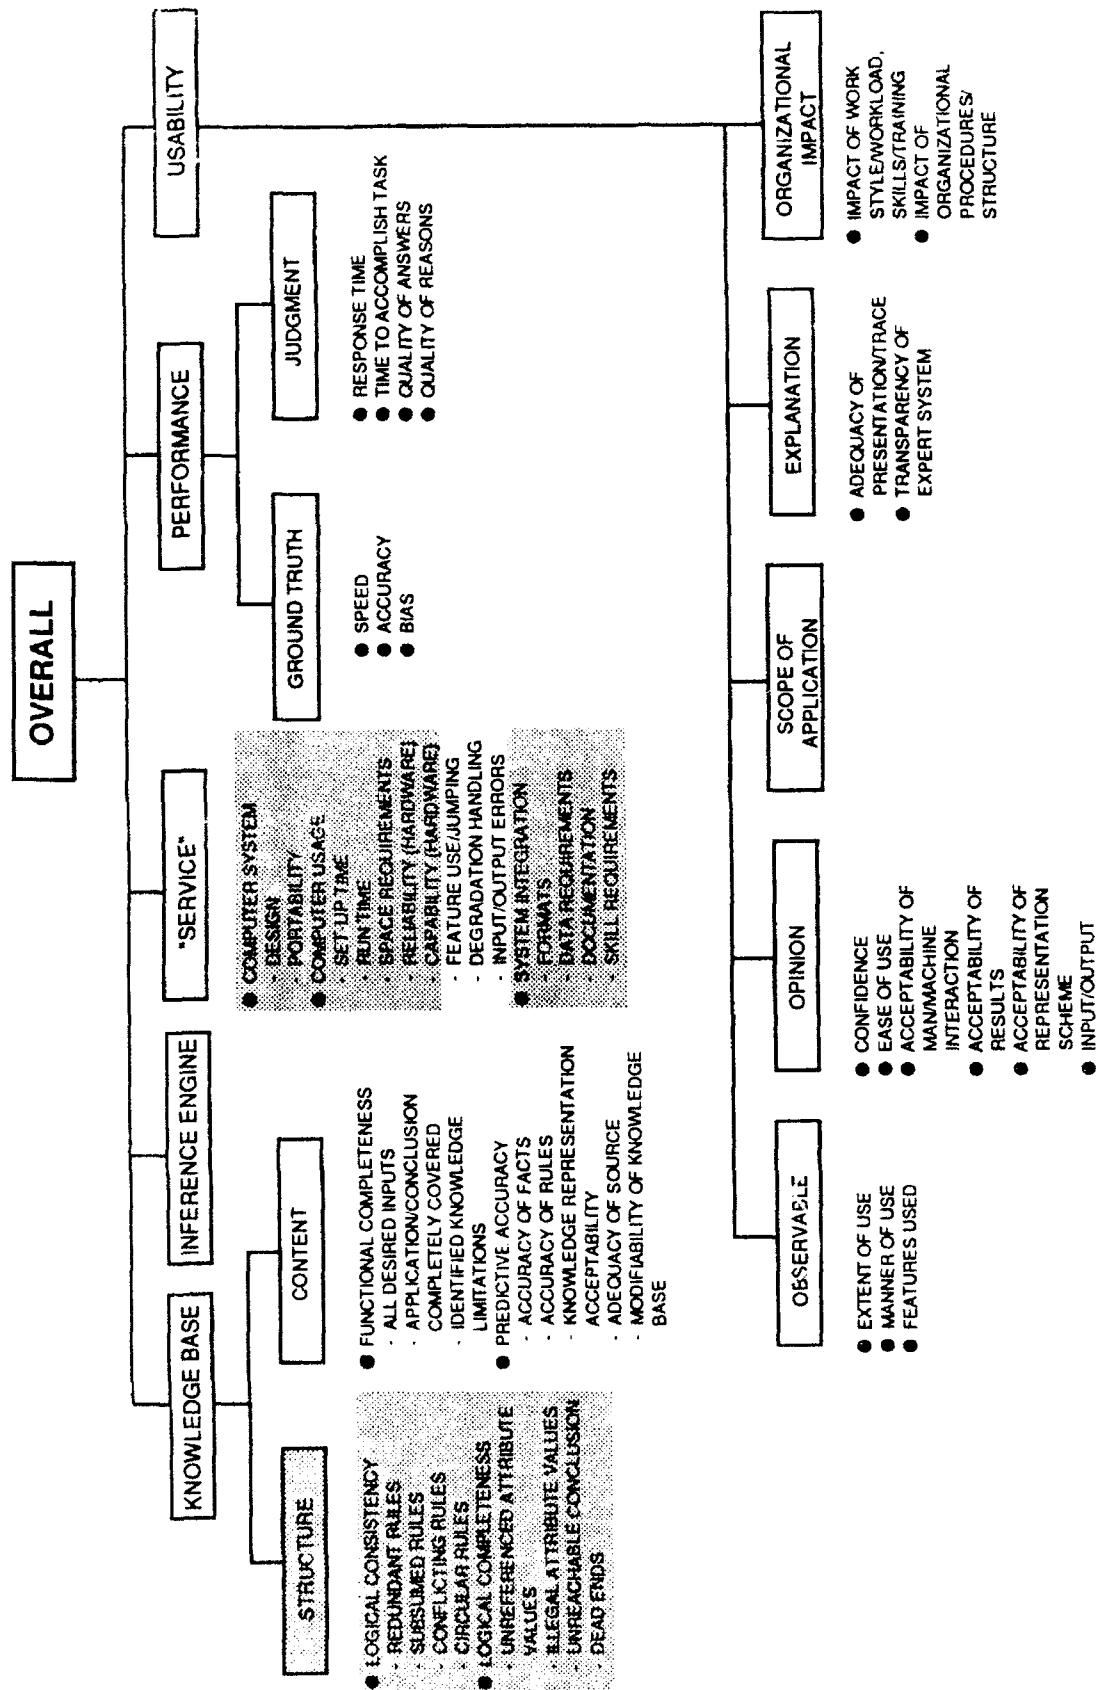 OVERALL
KNOWLEDGE BASE
INFERENCE ENGINE
"SERVICE"
PERFORMANCE
USABILITY
STRUCTURE
● LOGICAL CONSISTENCY
- REDUNDANT RULES
- SUBSUMED RULES
- CONFLICTING RULES
- CIRCULAR RULES
● LOGICAL COMPLETENESS
- UNREFERENCED ATTRIBUTE
VALUES
- ILLEGAL ATTRIBUTE VALUES
- UNREACHABLE CONCLUSION
- DEAD ENDS
CONTENT
● FUNCTIONAL COMPLETENESS
- ALL DESIRED INPUTS
- APPLICATION/CONCLUSION
COMPLETELY COVERED
- IDENTIFIED KNOWLEDGE
LIMITATIONS
● PREDICTIVE ACCURACY
- ACCURACY OF FACTS
- ACCURACY OF RULES
- KNOWLEDGE REPRESENTATION
ACCEPTABILITY
- ADEQUACY OF SOURCE
- MODIFIABILITY OF KNOWLEDGE
BASE
● COMPUTER SYSTEM
- DESIGN
- PORTABILITY
● COMPUTER USAGE
- SET-UP TIME
- RUN TIME
- SPACE REQUIREMENTS
- RELIABILITY (HARDWARE)
- CAPABILITY (HARDWARE)
- FEATURE USE/JUMPING
- DEGRADATION HANDLING
- INPUT/OUTPUT ERRORS
● SYSTEM INTEGRATION
- FORMATS
- DATA REQUIREMENTS
- DOCUMENTATION
- SKILL REQUIREMENTS
GROUND TRUTH
● SPEED
● ACCURACY
● BIAS
JUDGMENT
● RESPONSE TIME
● TIME TO ACCOMPLISH TASK
● QUALITY OF ANSWERS
● QUALITY OF REASONS
OBSERVABLE
● EXTENT OF USE
● MANNER OF USE
● FEATURES USED
OPINION
● CONFIDENCE
● EASE OF USE
● ACCEPTABILITY OF
MAN/MACHINE
INTERACTION
● ACCEPTABILITY OF
RESULTS
● ACCEPTABILITY OF
REPRESENTATION
SCHEME
● INPUT/OUTPUT
SCOPE OF
APPLICATION
EXPLANATION
● ADEQUACY OF
PRESENTATION/TRACE
● TRANSPARENCY OF
EXPERT SYSTEM
ORGANIZATIONAL
IMPACT
● IMPACT OF WORK
STYLE/WORKLOAD,
SKILLS/TRAINING
● IMPACT OF
ORGANIZATIONAL
PROCEDURES/
STRUCTURE